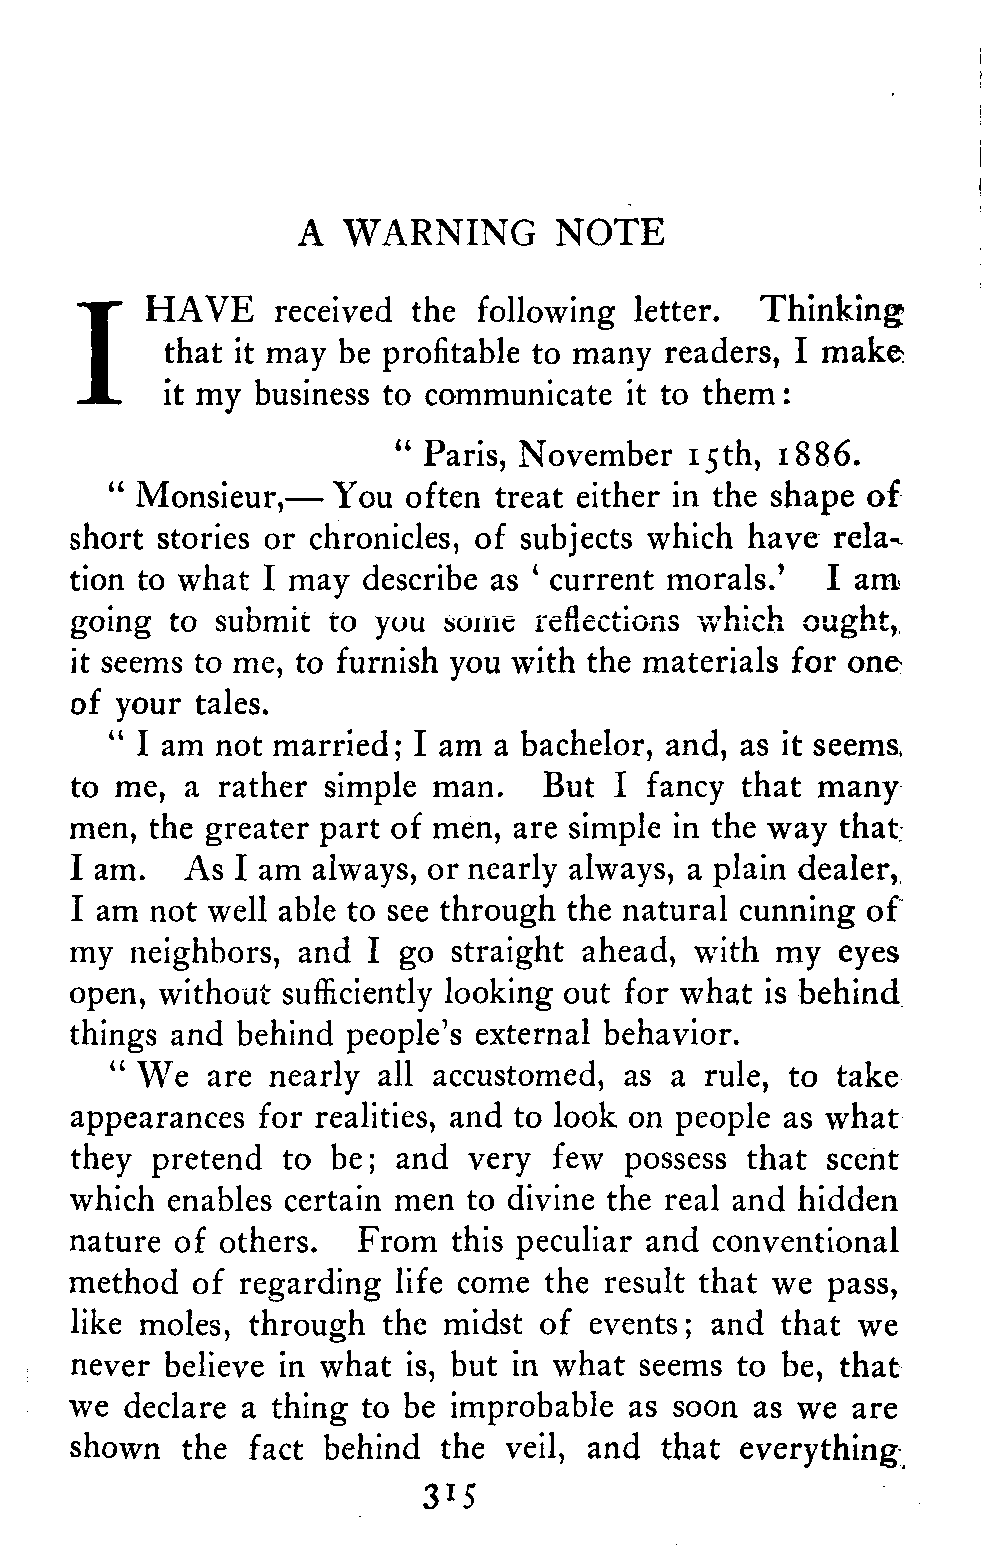 A WARNING NOTE
I HAVE received the following letter. Thinking
that it may be profitable to many readers, I make
it my business to communicate it to them:
" Paris, November 15th, 1886.
" Monsieur,— You often treat either in the shape of
short stories or chronicles, of subjects which have rela-
tion to what I may describe as ' current morals.' I am
going to submit to you some reflections which ought,
it seems to me, to furnish you with the materials for one
of your tales.
" I am not married; I am a bachelor, and, as it seems
to me, a rather simple man. But I fancy that many
men, the greater part of men, are simple in the way that
I am. As I am always, or nearly always, a plain dealer,
I am not well able to see through the natural cunning of
my neighbors, and I go straight ahead, with my eyes
open, without sufficiently looking out for what is behind
things and behind people's external behavior.
" We are nearly all accustomed, as a rule, to take
appearances for realities, and to look on people as what
they pretend to be; and very few possess that scent
which enables certain men to divine the real and hidden
nature of others. From this peculiar and conventional
method of regarding life come the result that we pass,
like moles, through the midst of events; and that we
never believe in what is, but in what seems to be, that
we declare a thing to be improbable as soon as we are
shown the fact behind the veil, and that everything
315